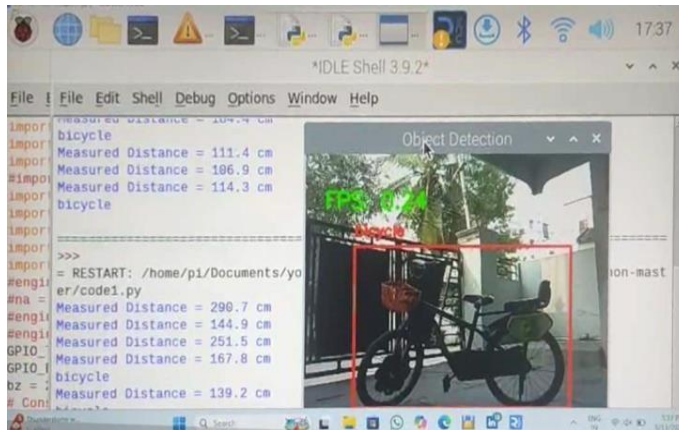 17:37
*IDLE Shell 3.9.2*
File
File Edit Shell Debug Options Window Help
impor
impor
impor
impor
#impor
impor
impor
impor
impor
impor
#engi
#na =
#engi
#engi
GPIO_
GPIO_
bz =
# Con
bicycle
Measured Distance = 111.4 cm
Measured Distance = 106.9 cm
Measured Distance = 114.3 cm
bicycle
>>>
= RESTART: /home/pi/Documents/yo
er/code1.py
Measured Distance = 290.7 cm
Measured Distance = 144.9 cm
Measured Distance = 251.5 cm
Measured Distance = 167.8 cm
bicycle
Measured Distance = 139.2 cm
Object Detection
FPS: 0.24
bicycle
hon-mast
Search
ENG